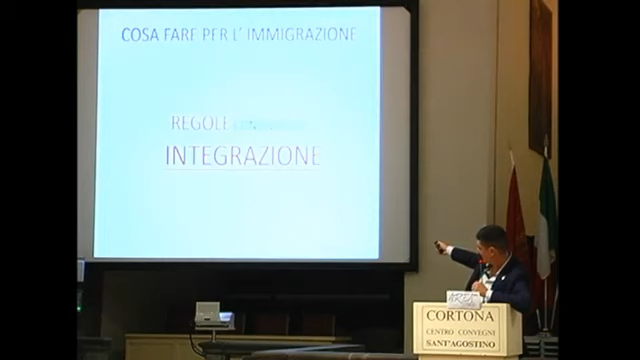 COSA FARE PER L' IMMIGRAZIONE
REGOLE
INTEGRAZIONE
CORTONA
CENTRO CONVEGNI
SANT'AGOSTINO